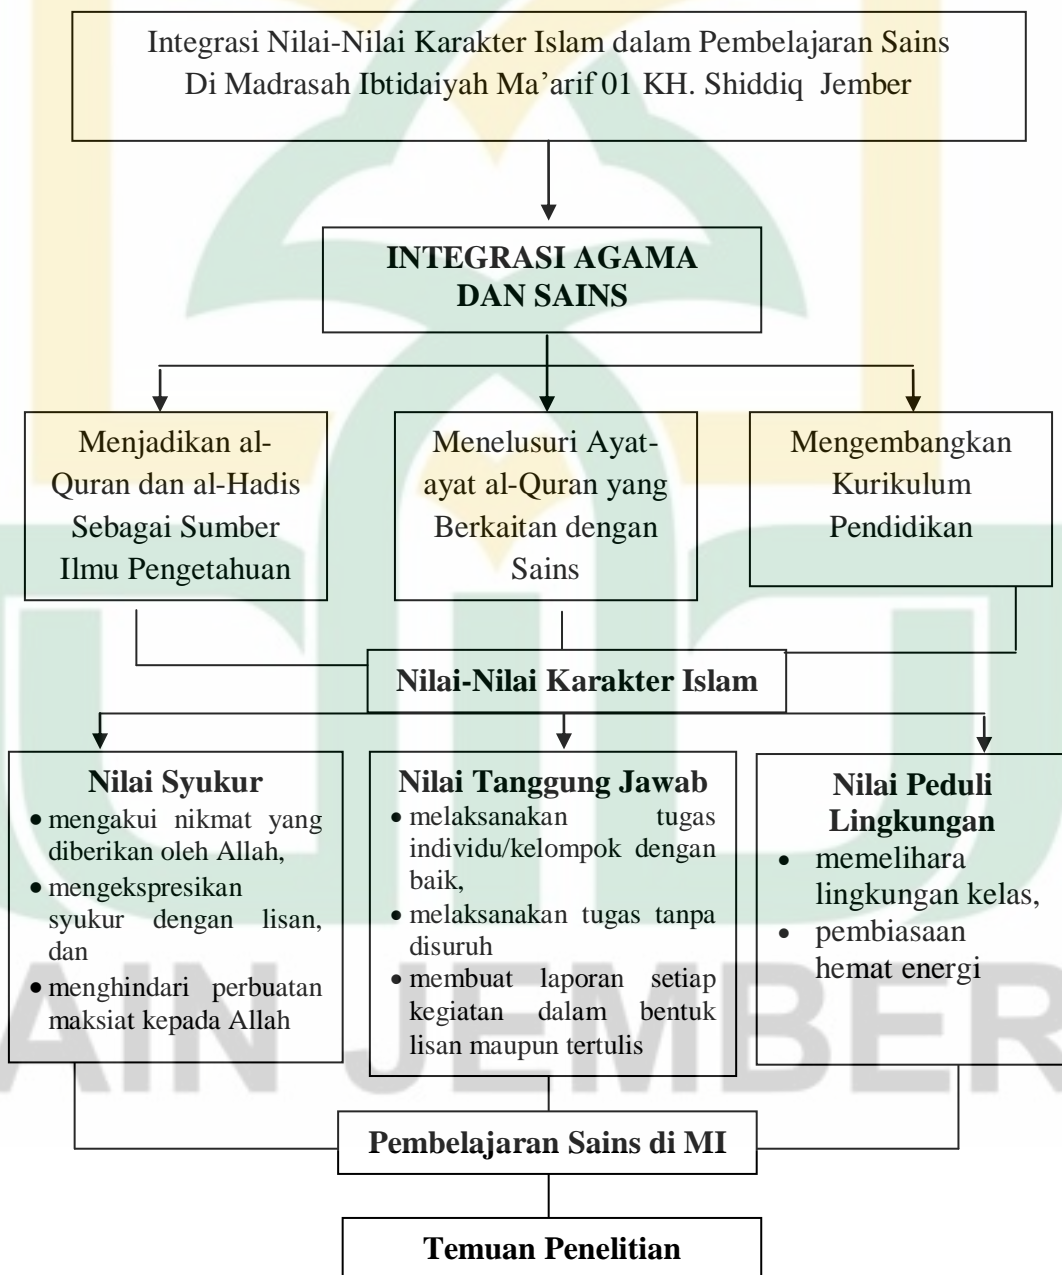 Integrasi Nilai-Nilai Karakter Islam dalam Pembelajaran Sains
Di Madrasah Ibtidaiyah Ma’arif 01 KH. Shiddiq Jember
INTEGRASI AGAMA
DAN SAINS
Menjadikan al-
Quran dan al-Hadis
Sebagai Sumber
Ilmu Pengetahuan
Menelusuri Ayat-
ayat al-Quran yang
Berkaitan dengan
Sains
Mengembangkan
Kurikulum
Pendidikan
Nilai-Nilai Karakter Islam
Nilai Syukur
• mengakui nikmat yang
diberikan oleh Allah,
• mengekspresikan
syukur dengan lisan,
dan
• menghindari perbuatan
maksiat kepada Allah
Nilai Tanggung Jawab
• melaksanakan tugas
individu/kelompok dengan
baik,
• melaksanakan tugas tanpa
disuruh
• membuat laporan setiap
kegiatan dalam bentuk
lisan maupun tertulis
Nilai Peduli
Lingkungan
• memelihara
lingkungan kelas,
• pembiasaan
hemat energi
AIN JEMBER
Pembelajaran Sains di MI
Temuan Penelitian